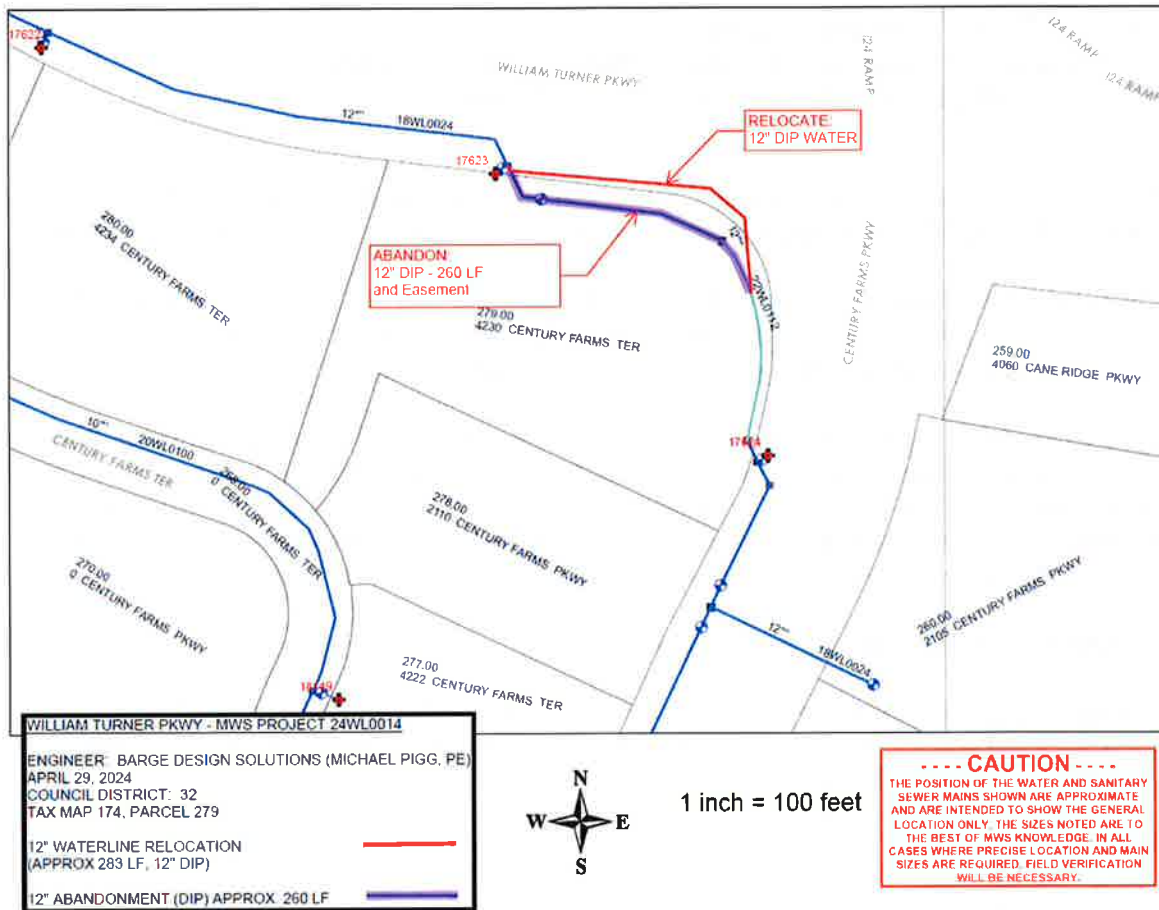 17622
WILLIAM TURNER PKWY
I24 RAMP
I24 RAMP
I24 RAMP
12"" 18WL0024
RELOCATE:
12" DIP WATER
17623
280.00
4234 CENTURY FARMS TER
12""
ABANDON:
12" DIP - 260 LF
and Easement
22WL0112
CENTURY FARMS PKWY
279.00
4230 CENTURY FARMS TER
259.00
4060 CANE RIDGE PKWY
10"" 20WL0100
CENTURY FARMS TER
268.00
0 CENTURY FARMS TER
278.00
2110 CENTURY FARMS PKWY
270.00
0 CENTURY FARMS PKWY
260.00
2105 CENTURY FARMS PKWY
12"" 18WL0024
277.00
4222 CENTURY FARMS TER
WILLIAM TURNER PKWY - MWS PROJECT 24WL0014
ENGINEER: BARGE DESIGN SOLUTIONS (MICHAEL PIGG, PE)
APRIL 29, 2024
COUNCIL DISTRICT: 32
TAX MAP 174, PARCEL 279
12" WATERLINE RELOCATION
(APPROX 283 LF, 12" DIP)
12" ABANDONMENT (DIP) APPROX. 260 LF
N
W E
S
1 inch = 100 feet
---- CAUTION ----
THE POSITION OF THE WATER AND SANITARY
SEWER MAINS SHOWN ARE APPROXIMATE
AND ARE INTENDED TO SHOW THE GENERAL
LOCATION ONLY. THE SIZES NOTED ARE TO
THE BEST OF MWS KNOWLEDGE. IN ALL
CASES WHERE PRECISE LOCATION AND MAIN
SIZES ARE REQUIRED, FIELD VERIFICATION
WILL BE NECESSARY.